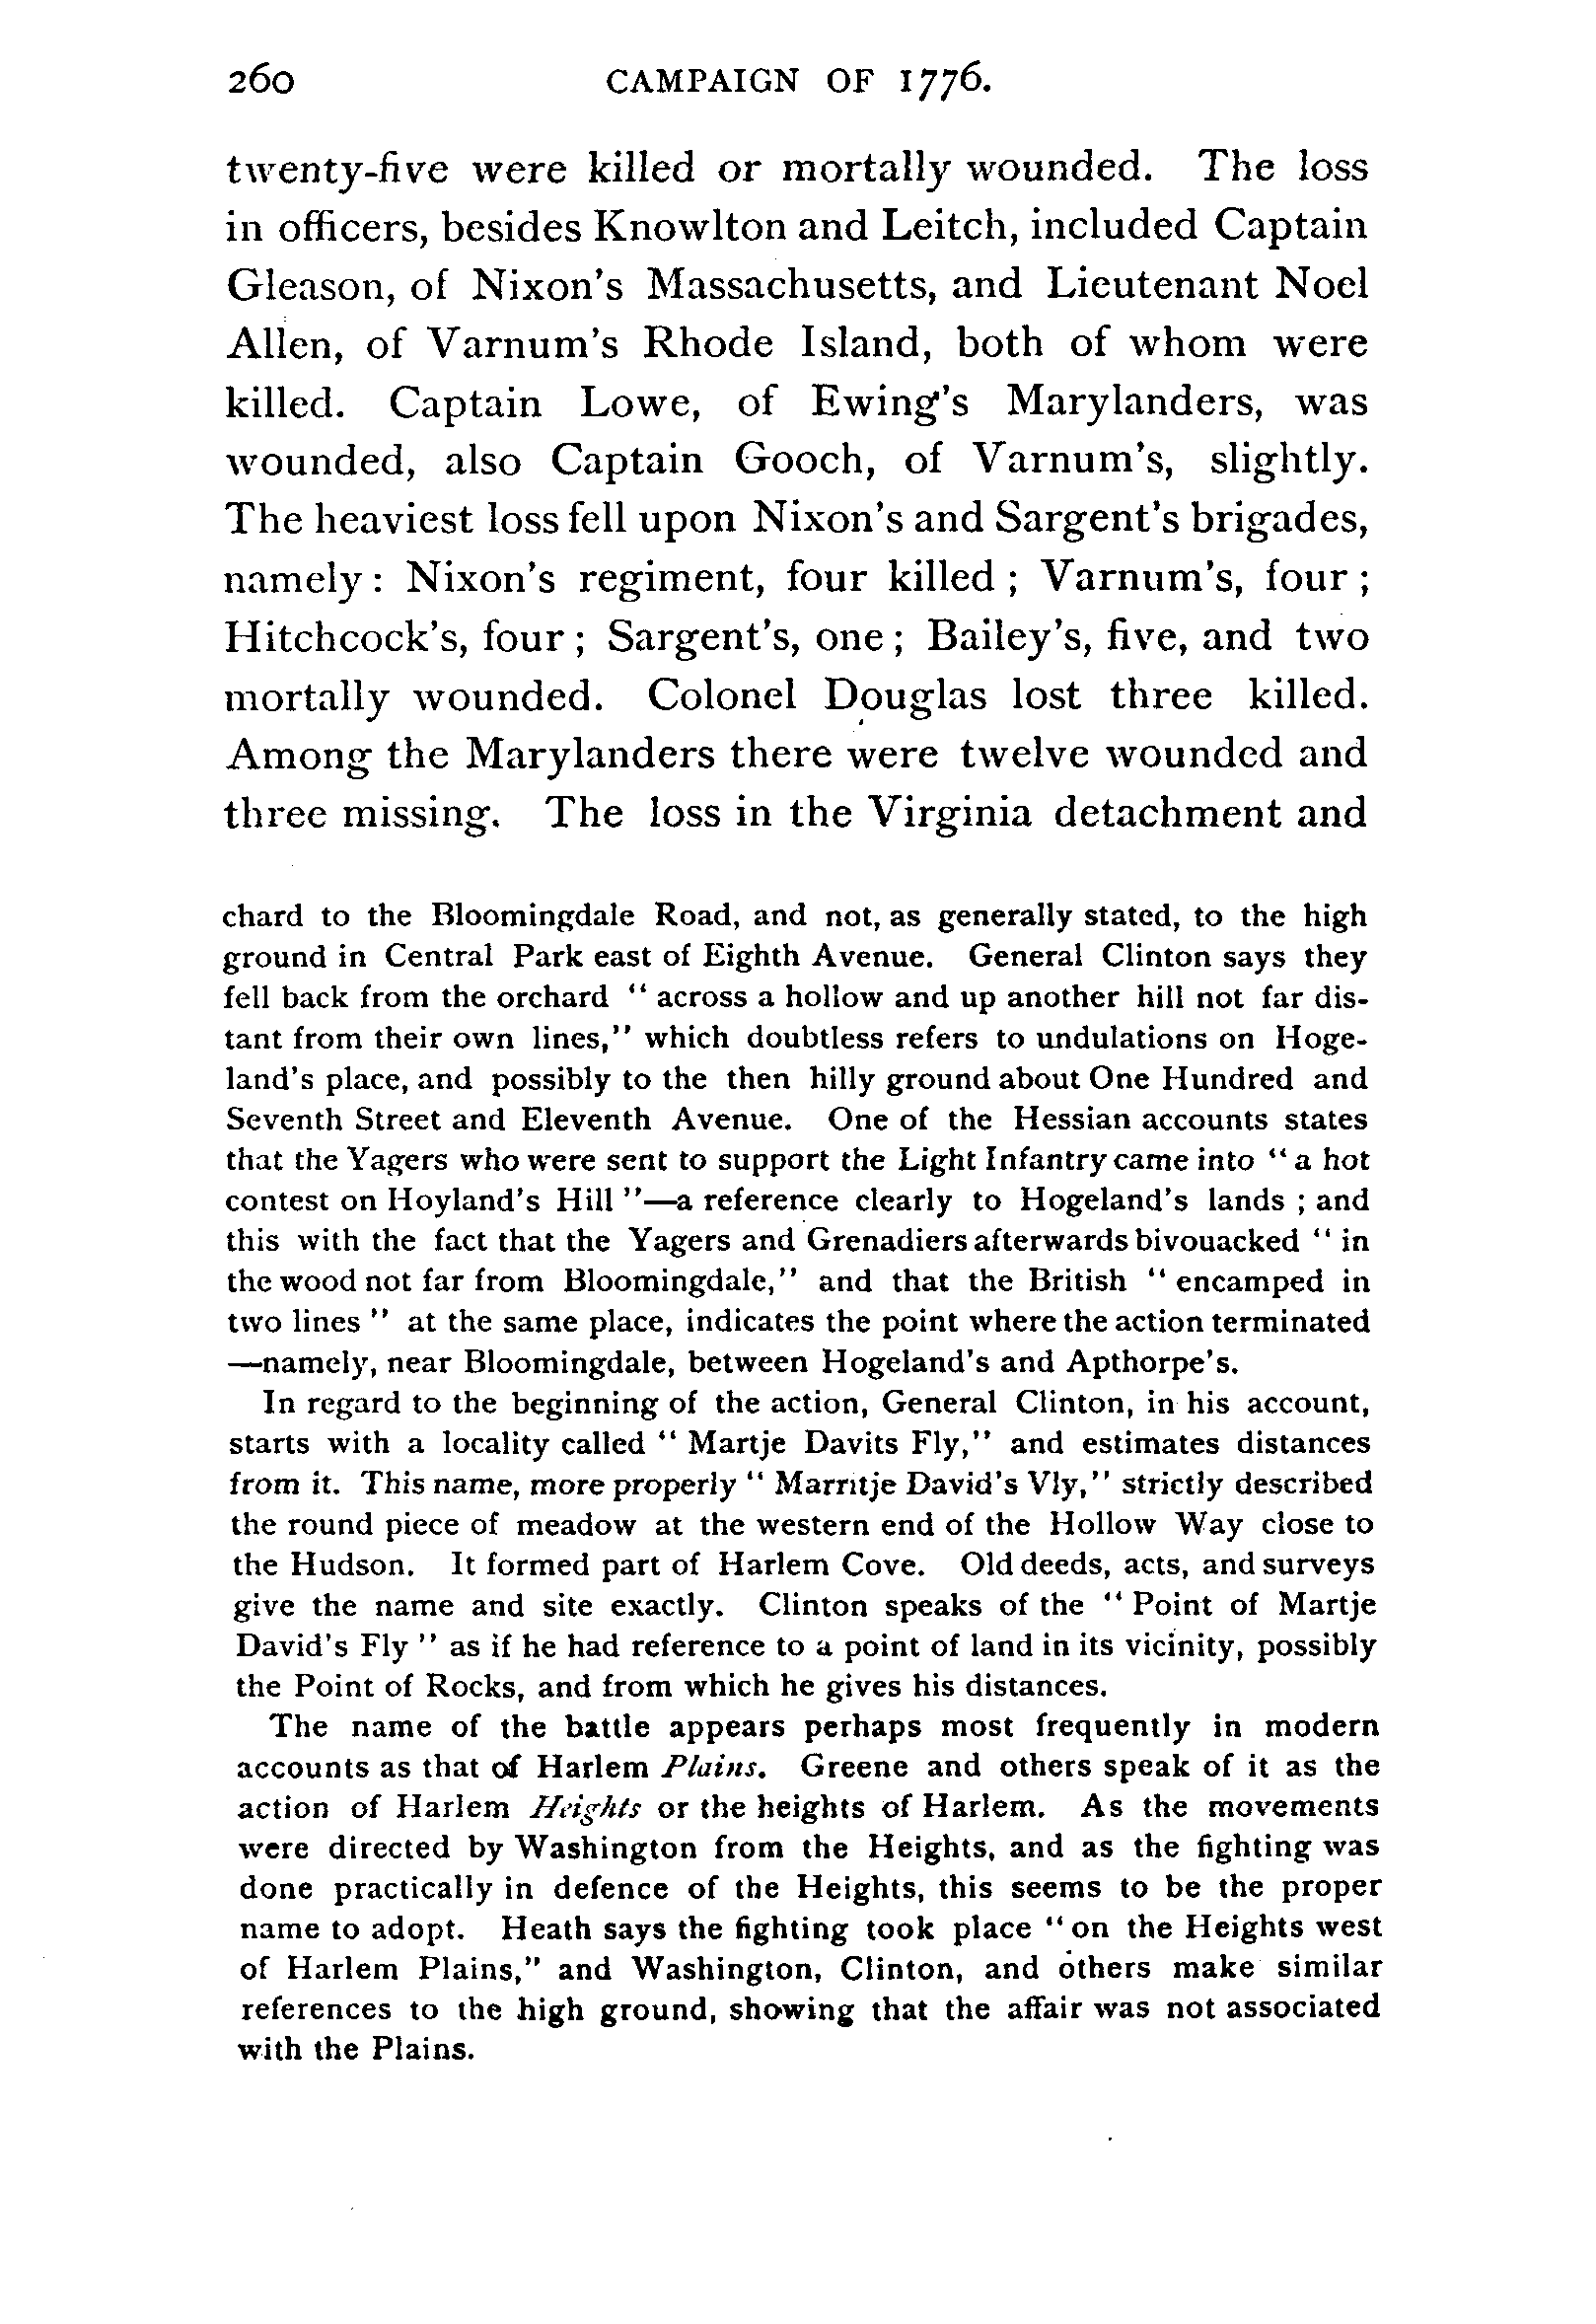 260 CAMPAIGN OF 1776.
twenty-five were killed or mortally wounded. The loss
in officers, besides Knowlton and Leitch, included Captain
Gleason, of Nixon's Massachusetts, and Lieutenant Noel
Allen, of Varnum's Rhode Island, both of whom were
killed. Captain Lowe, of Ewing's Marylanders, was
wounded, also Captain Gooch, of Varnum's, slightly.
The heaviest loss fell upon Nixon's and Sargent's brigades,
namely: Nixon's regiment, four killed; Varnum's, four;
Hitchcock's, four; Sargent's, one; Bailey's, five, and two
mortally wounded. Colonel Douglas lost three killed.
Among the Marylanders there were twelve wounded and
three missing. The loss in the Virginia detachment and
chard to the Bloomingdale Road, and not, as generally stated, to the high
ground in Central Park east of Eighth Avenue. General Clinton says they
fell back from the orchard "across a hollow and up another hill not far dis-
tant from their own lines," which doubtless refers to undulations on Hoge-
land's place, and possibly to the then hilly ground about One Hundred and
Seventh Street and Eleventh Avenue. One of the Hessian accounts states
that the Yagers who were sent to support the Light Infantry came into "a hot
contest on Hoyland's Hill"—a reference clearly to Hogeland's lands; and
this with the fact that the Yagers and Grenadiers afterwards bivouacked "in
the wood not far from Bloomingdale," and that the British "encamped in
two lines" at the same place, indicates the point where the action terminated
—namely, near Bloomingdale, between Hogeland's and Apthorpe's.
In regard to the beginning of the action, General Clinton, in his account,
starts with a locality called "Martje Davits Fly," and estimates distances
from it. This name, more properly "Marritje David's Vly," strictly described
the round piece of meadow at the western end of the Hollow Way close to
the Hudson. It formed part of Harlem Cove. Old deeds, acts, and surveys
give the name and site exactly. Clinton speaks of the "Point of Martje
David's Fly" as if he had reference to a point of land in its vicinity, possibly
the Point of Rocks, and from which he gives his distances.
The name of the battle appears perhaps most frequently in modern
accounts as that of Harlem Plains. Greene and others speak of it as the
action of Harlem Heights or the heights of Harlem. As the movements
were directed by Washington from the Heights, and as the fighting was
done practically in defence of the Heights, this seems to be the proper
name to adopt. Heath says the fighting took place "on the Heights west
of Harlem Plains," and Washington, Clinton, and others make similar
references to the high ground, showing that the affair was not associated
with the Plains.